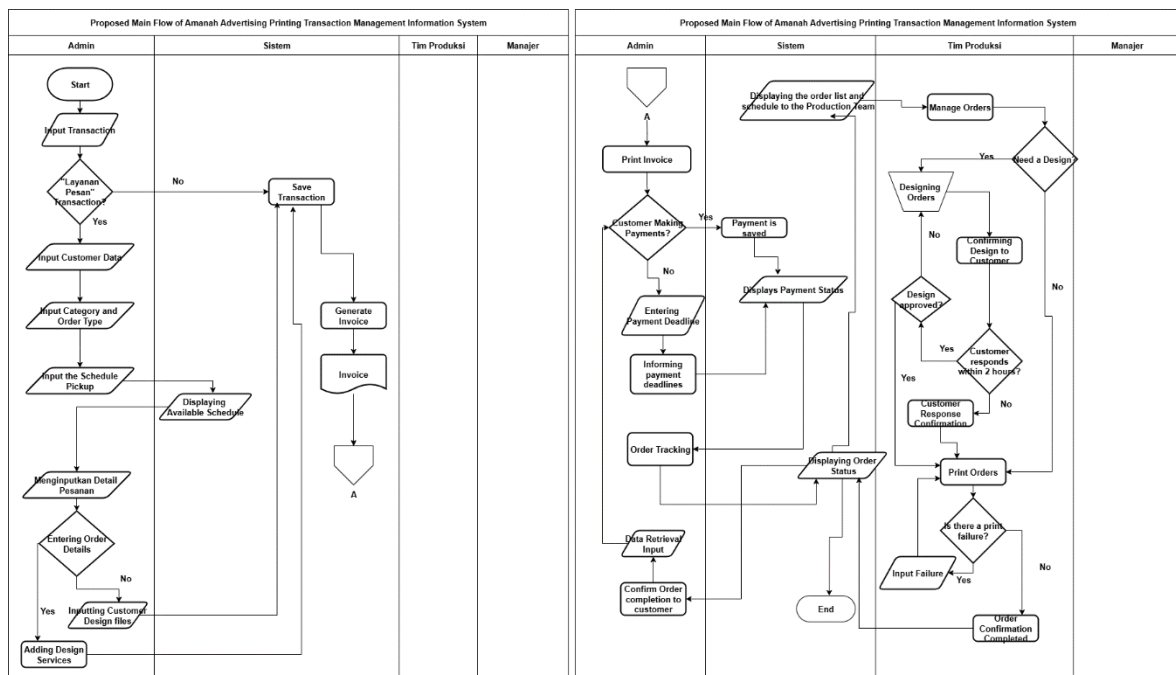 Proposed Main Flow of Amanah Advertising Printing Transaction Management Information System
Admin
Sistem
Tim Produksi
Manajer
Start
Input Transaction
"Layanan
Pesan"
Transaction?
No
Save
Transaction
Yes
Input Customer Data
Input Category and
Order Type
Generate
Invoice
Input the Schedule
Pickup
Invoice
Displaying
Available Schedule
A
Menginputkan Detail
Pesanan
Entering Order
Details
No
Yes
Inputting Customer
Design files
Adding Design
Services
Proposed Main Flow of Amanah Advertising Printing Transaction Management Information System
Admin
Sistem
Tim Produksi
Manajer
A
Displaying the order list and
schedule to the Production Team
Manage Orders
Print Invoice
Need a Design?
Yes
Designing
Orders
Customer Making
Payments?
Yes
Payment is
saved
No
Confirming
Design to
Customer
No
Displays Payment Status
Design
approved?
No
Entering
Payment Deadline
Informing
payment
deadlines
Yes
Customer
responds
within 2 hours?
Yes
No
Customer
Response
Confirmation
Order Tracking
Displaying Order
Status
Print Orders
Is there a print
failure?
Data Retrieval
Input
Input Failure
Yes
No
Confirm Order
completion to
customer
End
Order
Confirmation
Completed